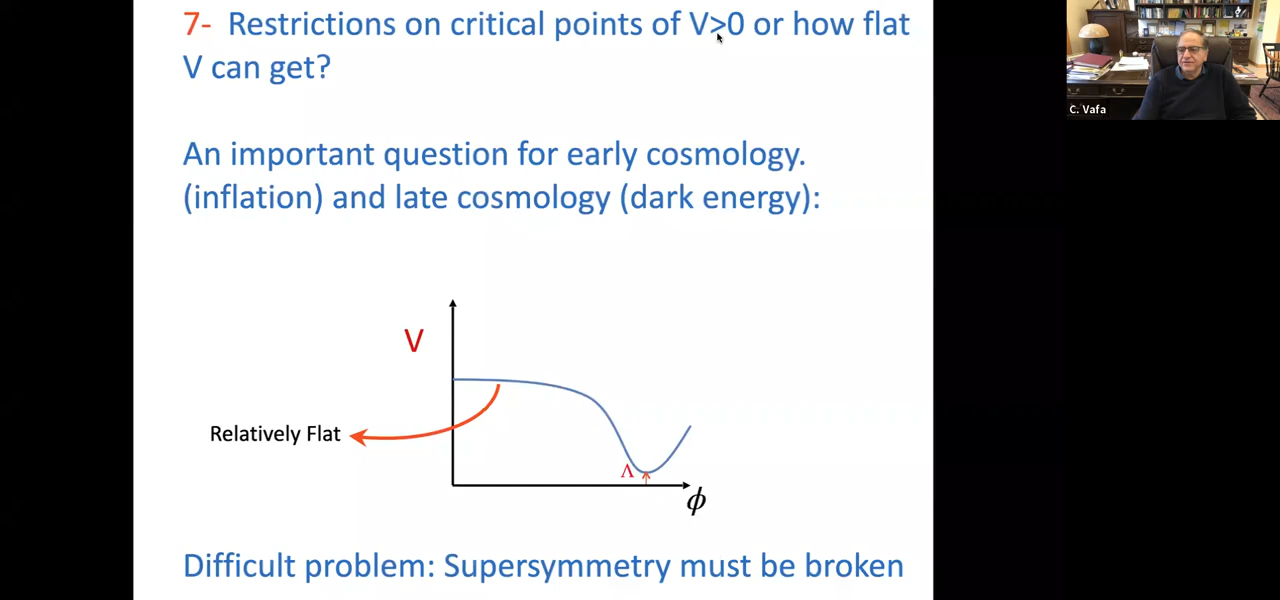 7- Restrictions on critical points of V>0 or how flat
V can get?
An important question for early cosmology.
(inflation) and late cosmology (dark energy):
V
Relatively Flat
Λ
ϕ
Difficult problem: Supersymmetry must be broken
C. Vafa